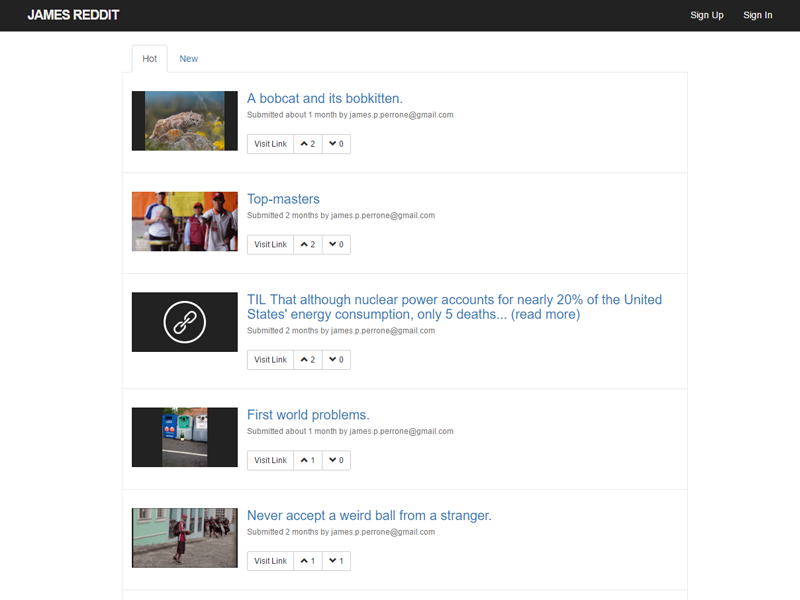 JAMES REDDIT
Sign Up
Sign In
Hot
New
A bobcat and its bobkitten.
Submitted about 1 month by james.p.perrone@gmail.com
Visit Link
2
0
Top-masters
Submitted 2 months by james.p.perrone@gmail.com
Visit Link
2
0
TIL That although nuclear power accounts for nearly 20% of the United
States' energy consumption, only 5 deaths... (read more)
Submitted 2 months by james.p.perrone@gmail.com
Visit Link
2
0
First world problems.
Submitted about 1 month by james.p.perrone@gmail.com
Visit Link
1
0
Never accept a weird ball from a stranger.
Submitted 2 months by james.p.perrone@gmail.com
Visit Link
1
1